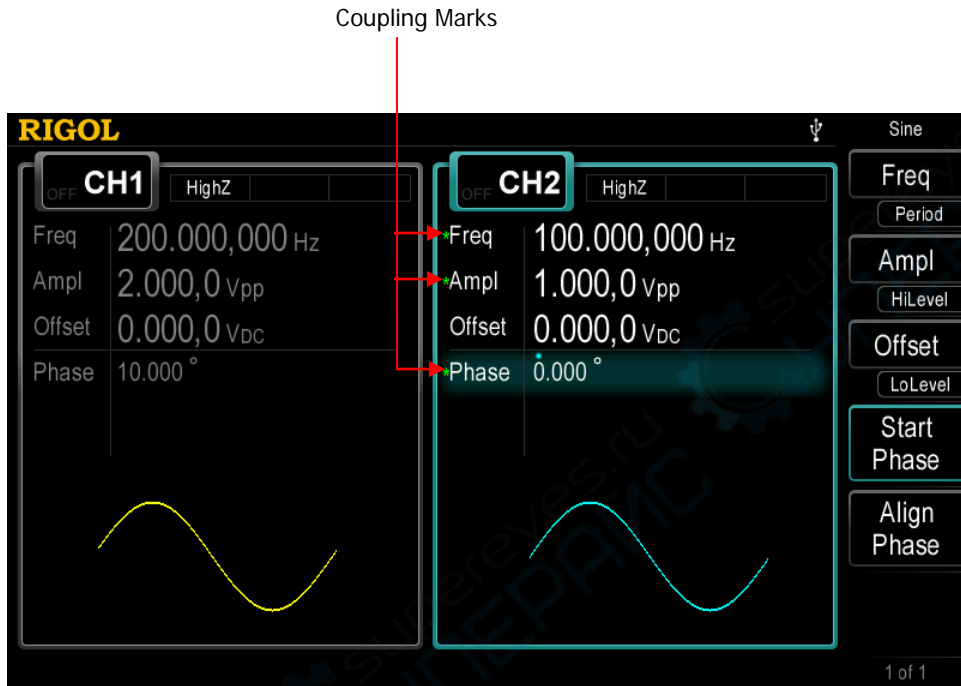 Coupling Marks
RIGOL
Sine
OFF CH1 HighZ
Freq 200.000,000 Hz
Ampl 2.000,0 Vpp
Offset 0.000,0 VDC
Phase 10.000 °
OFF CH2 HighZ
*Freq 100.000,000 Hz
*Ampl 1.000,0 Vpp
Offset 0.000,0 VDC
*Phase 0.000 °
Freq
Period
Ampl
HiLevel
Offset
LoLevel
Start
Phase
Align
Phase
1 of 1
supereyes.ru